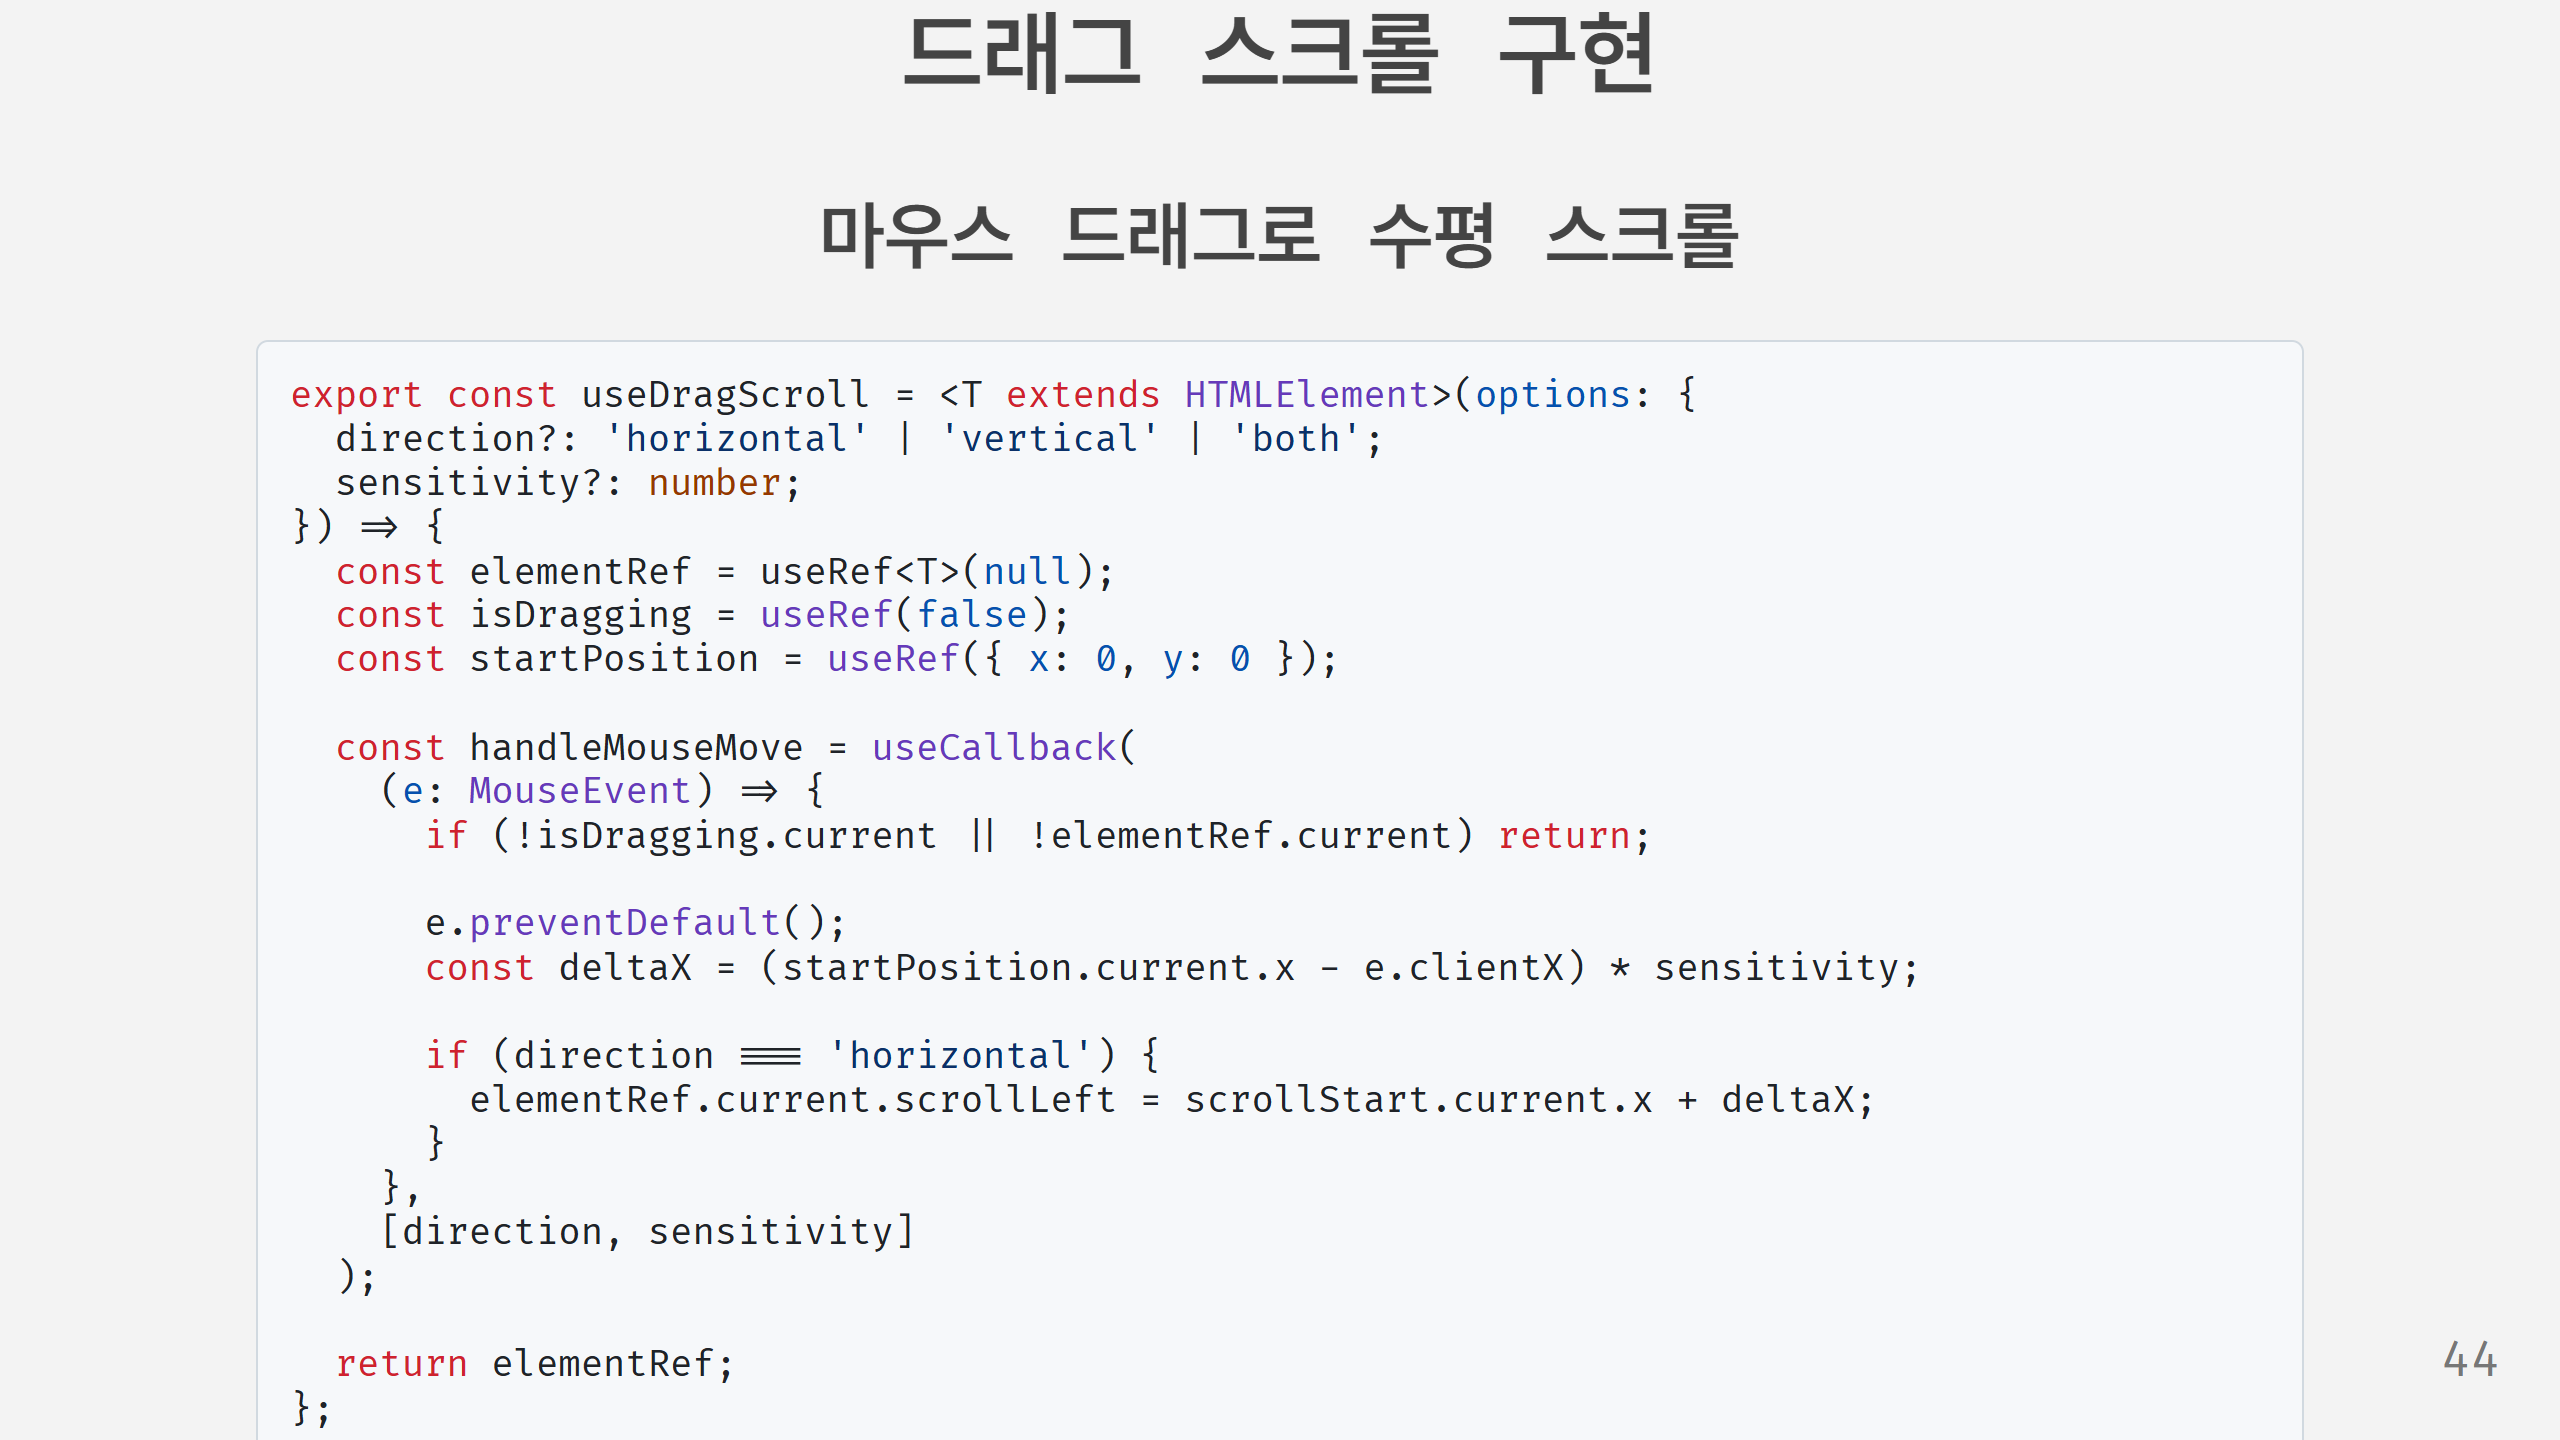 드래그 스크롤 구현
마우스 드래그로 수평 스크롤
export const useDragScroll = <T extends HTMLElement>(options: {
  direction?: 'horizontal' | 'vertical' | 'both';
  sensitivity?: number;
}) => {
  const elementRef = useRef<T>(null);
  const isDragging = useRef(false);
  const startPosition = useRef({ x: 0, y: 0 });

  const handleMouseMove = useCallback(
    (e: MouseEvent) => {
      if (!isDragging.current || !elementRef.current) return;

      e.preventDefault();
      const deltaX = (startPosition.current.x - e.clientX) * sensitivity;

      if (direction === 'horizontal') {
        elementRef.current.scrollLeft = scrollStart.current.x + deltaX;
      }
    },
    [direction, sensitivity]
  );

  return elementRef;
};
44